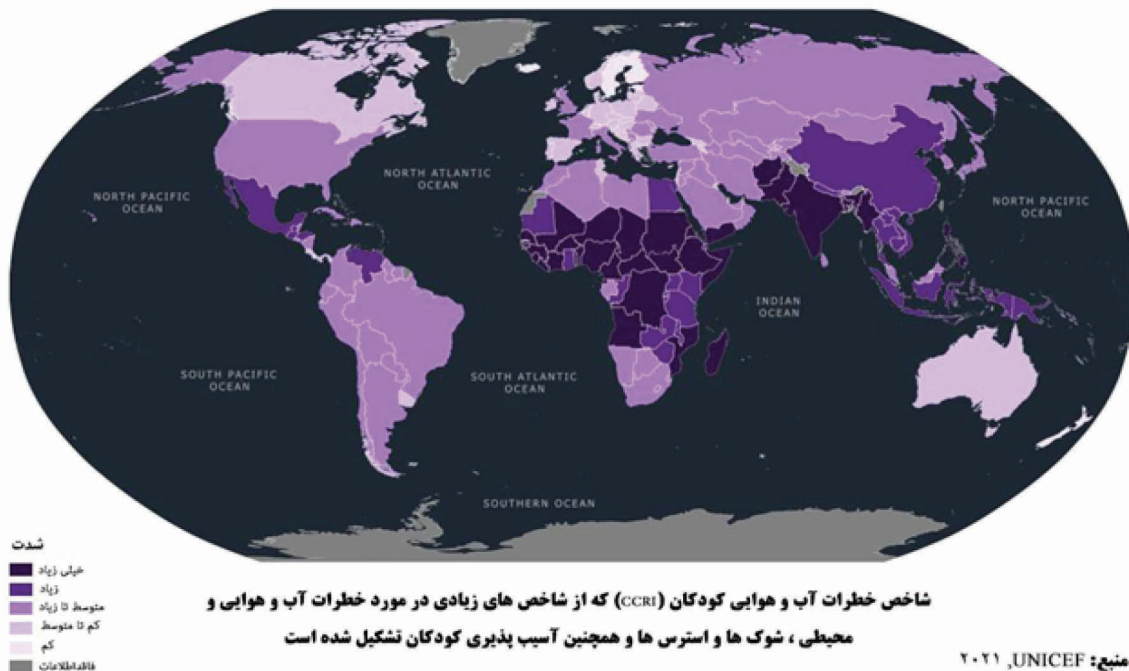 NORTH ATLANTIC
OCEAN
NORTH PACIFIC
OCEAN
NORTH PACIFIC
OCEAN
INDIAN
OCEAN
SOUTH PACIFIC
OCEAN
SOUTH ATLANTIC
OCEAN
SOUTHERN OCEAN
شدت
خیلی زیاد
زیاد
متوسط تا زیاد
کم تا متوسط
کم
فاقداطلاعات
شاخص خطرات آب و هوایی کودکان (CCRI) که از شاخص های زیادی در مورد خطرات آب و هوایی و
محیطی ، شوک ها و استرس ها و همچنین آسیب پذیری کودکان تشکیل شده است
منبع: UNICEF, ۲۰۲۱